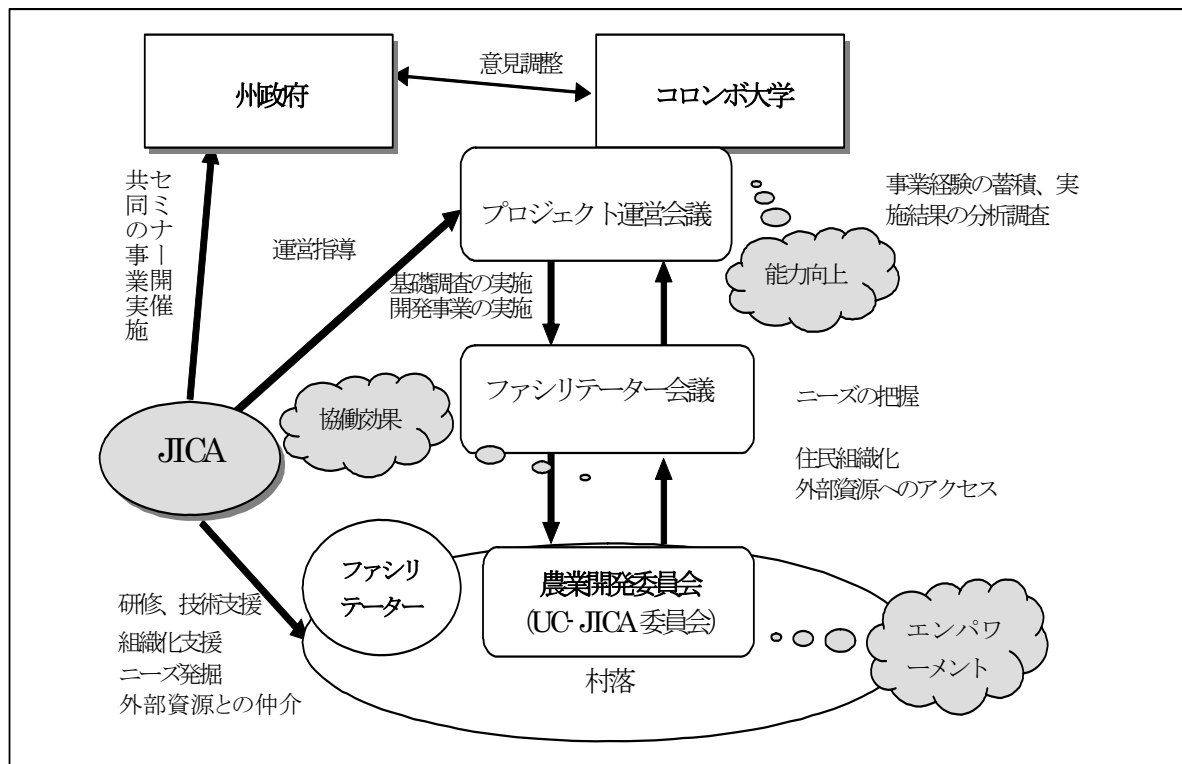 意見調整
州政府
コロンボ大学
セミナー開催
共同の事業実施
プロジェクト運営会議
事業経験の蓄積、実
施結果の分析調査
運営指導
基礎調査の実施
開発事業の実施
能力向上
ファシリテーター会議
協働効果
ニーズの把握
JICA
住民組織化
外部資源へのアクセス
ファシリ
テーター
農業開発委員会
(UC-JICA 委員会)
研修、技術支援
組織化支援
ニーズ発掘
外部資源との仲介
村落
エンパワ
ーメント